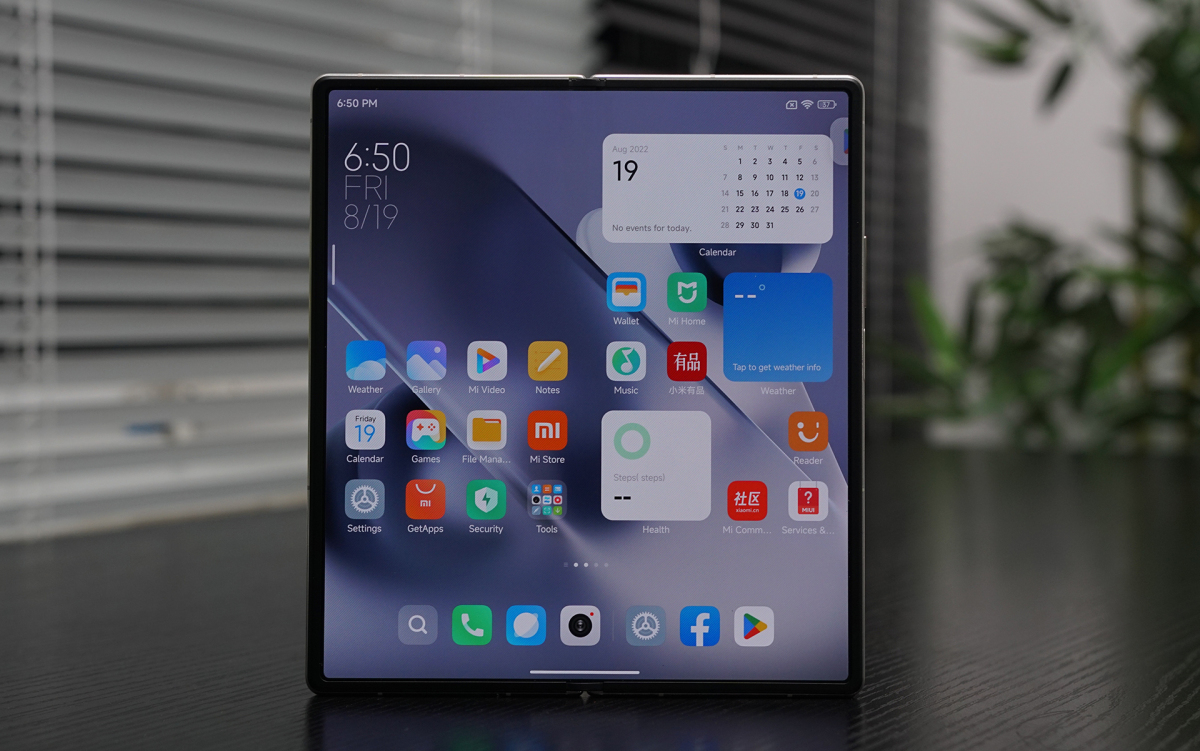 6:50 PM
87
6:50
FRI
8/19
Aug 2022
19
S M T W T F S
1 2 3 4 5 6
7 8 9 10 11 12 13
14 15 16 17 18 19 20
21 22 23 24 25 26 27
28 29 30 31
No events for today.
Calendar
Wallet
Mi Home
--°
Tap to get weather info
Weather
Weather
Gallery
Mi Video
Notes
Music
有品
小米有品
Friday
19
Calendar
Games
File Mana...
mi
Mi Store
Steps( steps)
--
Health
Reader
Settings
mi
GetApps
Security
Tools
社区
xiaomi.cn
Mi Comm...
?
MIUI
Services &...
f